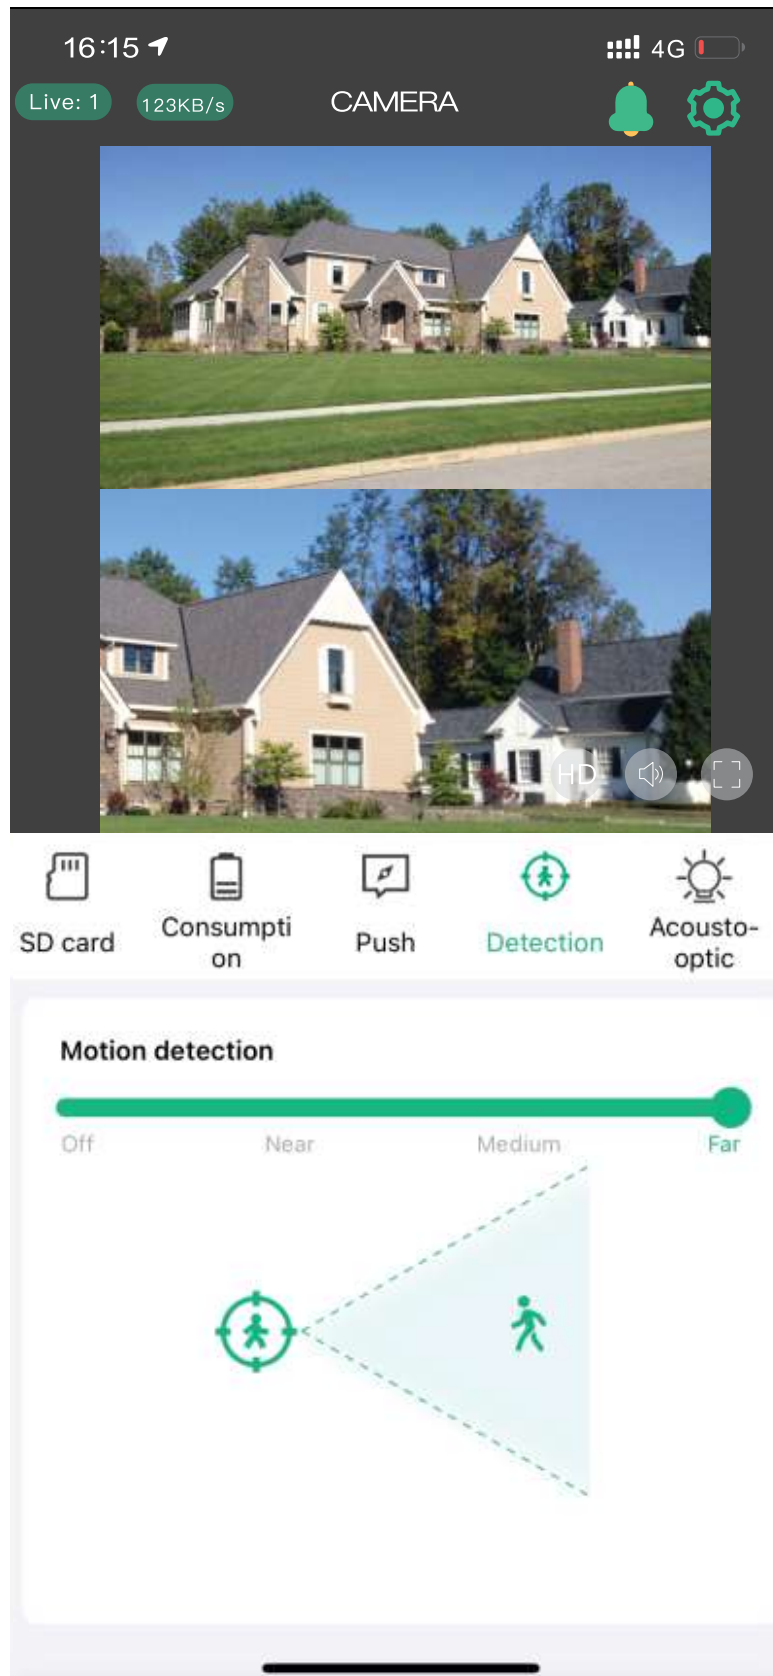 16:15
4G
Live: 1
123KB/s
CAMERA
HD
SD card
Consumpti
on
Push
Detection
Acousto-
optic
Motion detection
Off
Near
Medium
Far